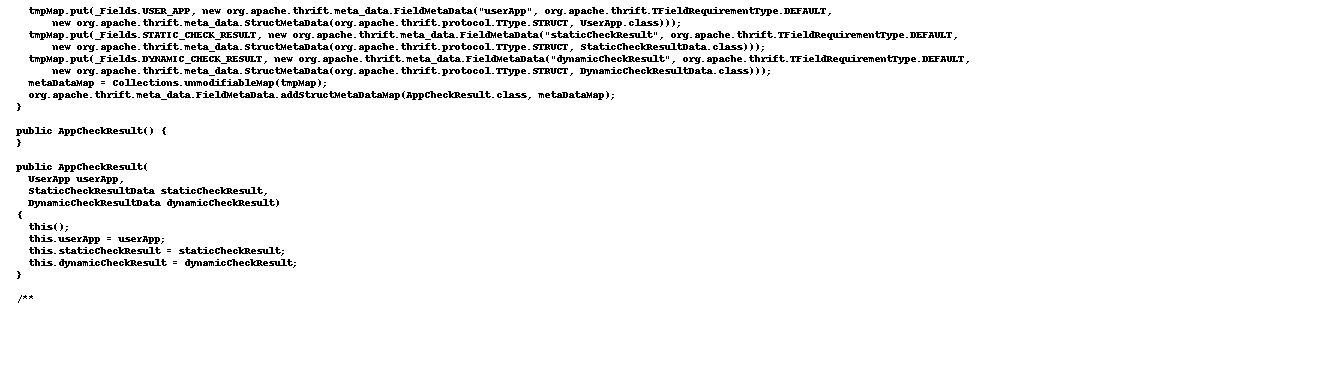 tmpMap.put(_Fields.USER_APP, new org.apache.thrift.meta_data.FieldMetaData("userApp", org.apache.thrift.TFieldRequirementType.DEFAULT,
new org.apache.thrift.meta_data.StructMetaData(org.apache.thrift.protocol.TType.STRUCT, UserApp.class)));
tmpMap.put(_Fields.STATIC_CHECK_RESULT, new org.apache.thrift.meta_data.FieldMetaData("staticCheckResult", org.apache.thrift.TFieldRequirementType.DEFAULT,
new org.apache.thrift.meta_data.StructMetaData(org.apache.thrift.protocol.TType.STRUCT, StaticCheckResultData.class)));
tmpMap.put(_Fields.DYNAMIC_CHECK_RESULT, new org.apache.thrift.meta_data.FieldMetaData("dynamicCheckResult", org.apache.thrift.TFieldRequirementType.DEFAULT,
new org.apache.thrift.meta_data.StructMetaData(org.apache.thrift.protocol.TType.STRUCT, DynamicCheckResultData.class)));
metaDataMap = Collections.unmodifiableMap(tmpMap);
org.apache.thrift.meta_data.FieldMetaData.addStructMetaDataMap(AppCheckResult.class, metaDataMap);
}
public AppCheckResult() {
}
public AppCheckResult(
UserApp userApp,
StaticCheckResultData staticCheckResult,
DynamicCheckResultData dynamicCheckResult)
{
this();
this.userApp = userApp;
this.staticCheckResult = staticCheckResult;
this.dynamicCheckResult = dynamicCheckResult;
}
/**